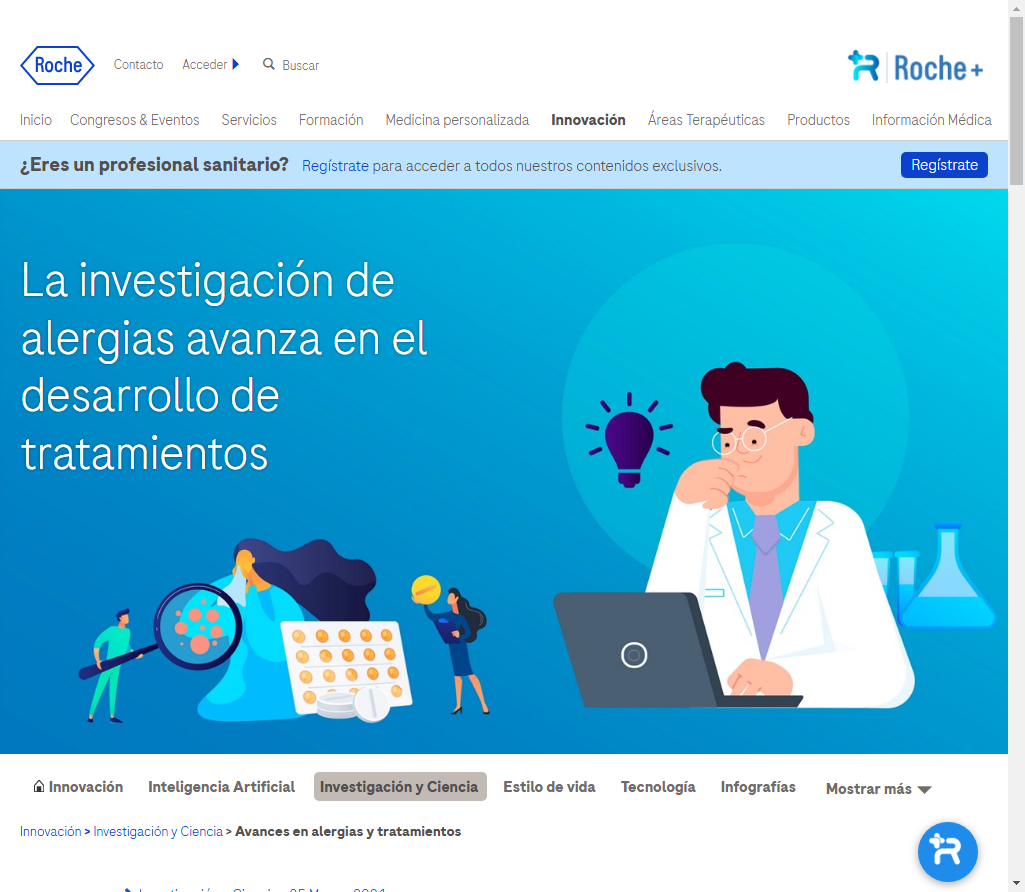 Roche
Contacto
Acceder
Buscar
Roche+
Inicio
Congresos & Eventos
Servicios
Formación
Medicina personalizada
Innovación
Áreas Terapéuticas
Productos
Información Médica
¿Eres un profesional sanitario?
Regístrate para acceder a todos nuestros contenidos exclusivos.
Regístrate
La investigación de
alergias avanza en el
desarrollo de
tratamientos
Innovación
Inteligencia Artificial
Investigación y Ciencia
Estilo de vida
Tecnología
Infografías
Mostrar más
Innovación > Investigación y Ciencia > Avances en alergias y tratamientos